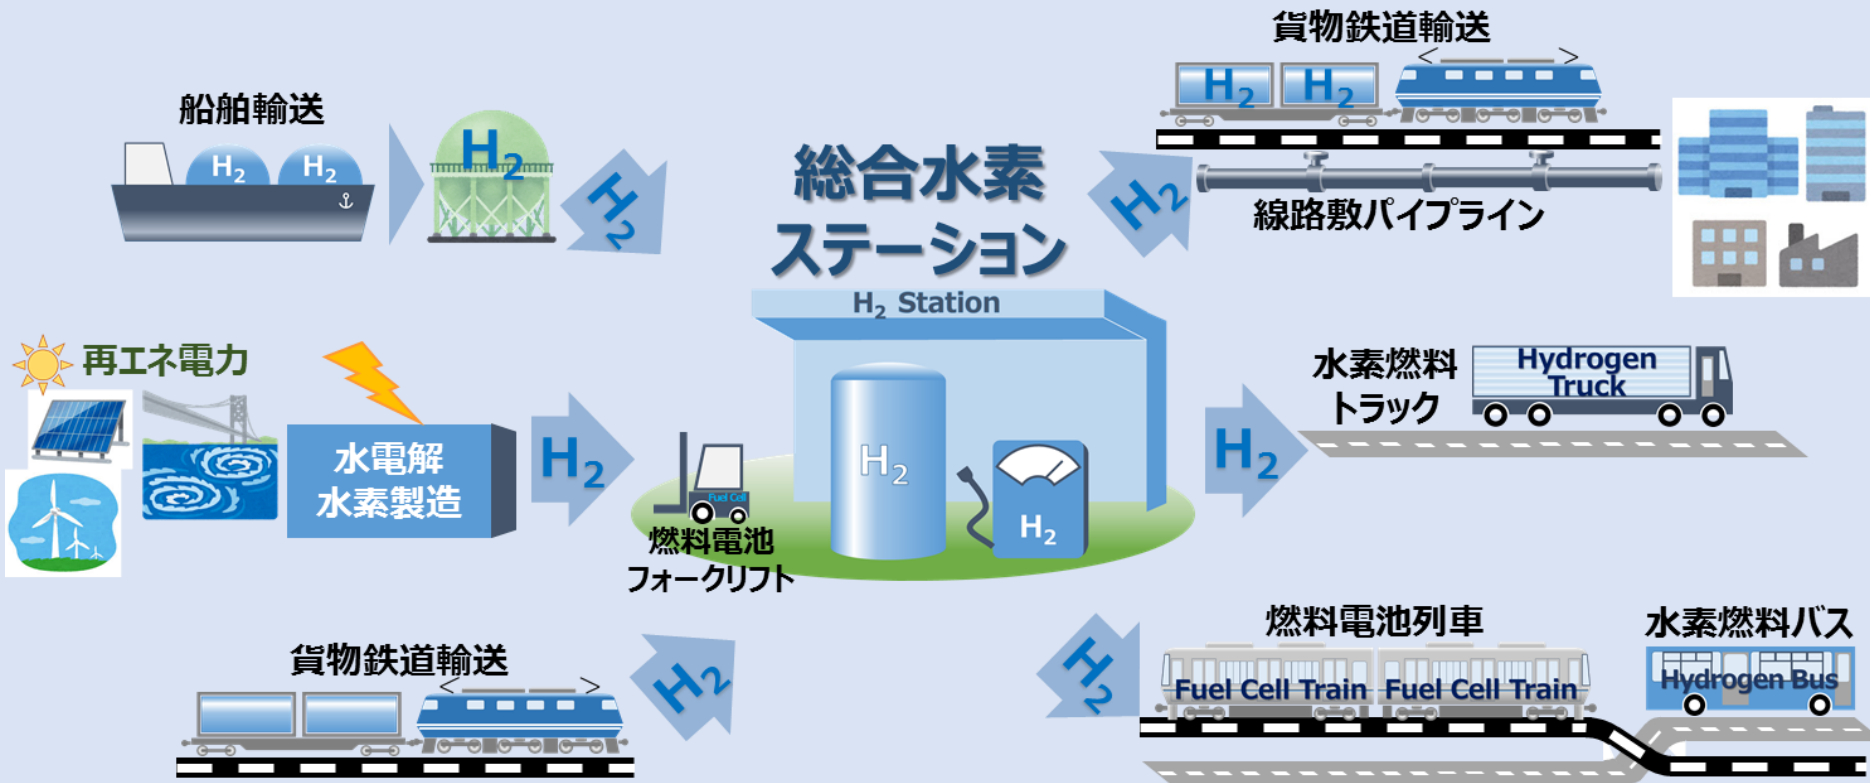 貨物鉄道輸送
H₂
H₂
船舶輸送
H₂
H₂
H₂
H₂
総合水素
ステーション
H₂
線路敷パイプライン
H₂ Station
再エネ電力
水電解
水素製造
H₂
H₂
Fuel Cell
燃料電池
フォークリフト
H₂
H₂
水素燃料
トラック
Hydrogen
Truck
貨物鉄道輸送
H₂
H₂
燃料電池列車
Fuel Cell Train
Fuel Cell Train
水素燃料バス
Hydrogen Bus